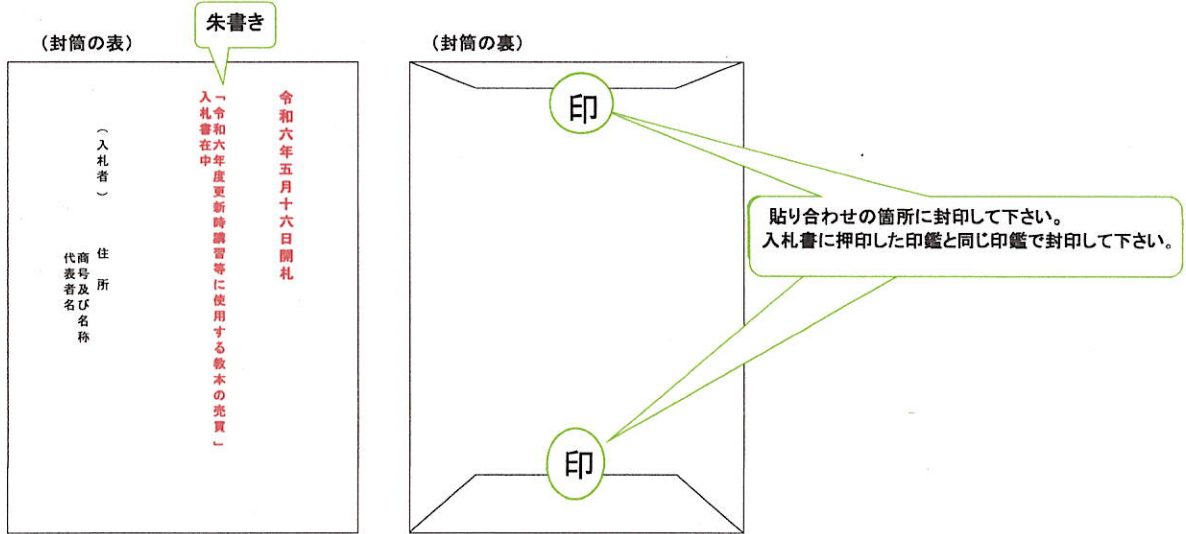 朱書き
（封筒の表）
令和六年五月十六日開札
「令和六年度更新時講習等に使用する教本の売買」
入札書在中
（入札者）
住所
商号及び名称
代表者名
（封筒の裏）
印
貼り合わせの箇所に封印して下さい。
入札書に押印した印鑑と同じ印鑑で封印して下さい。
印